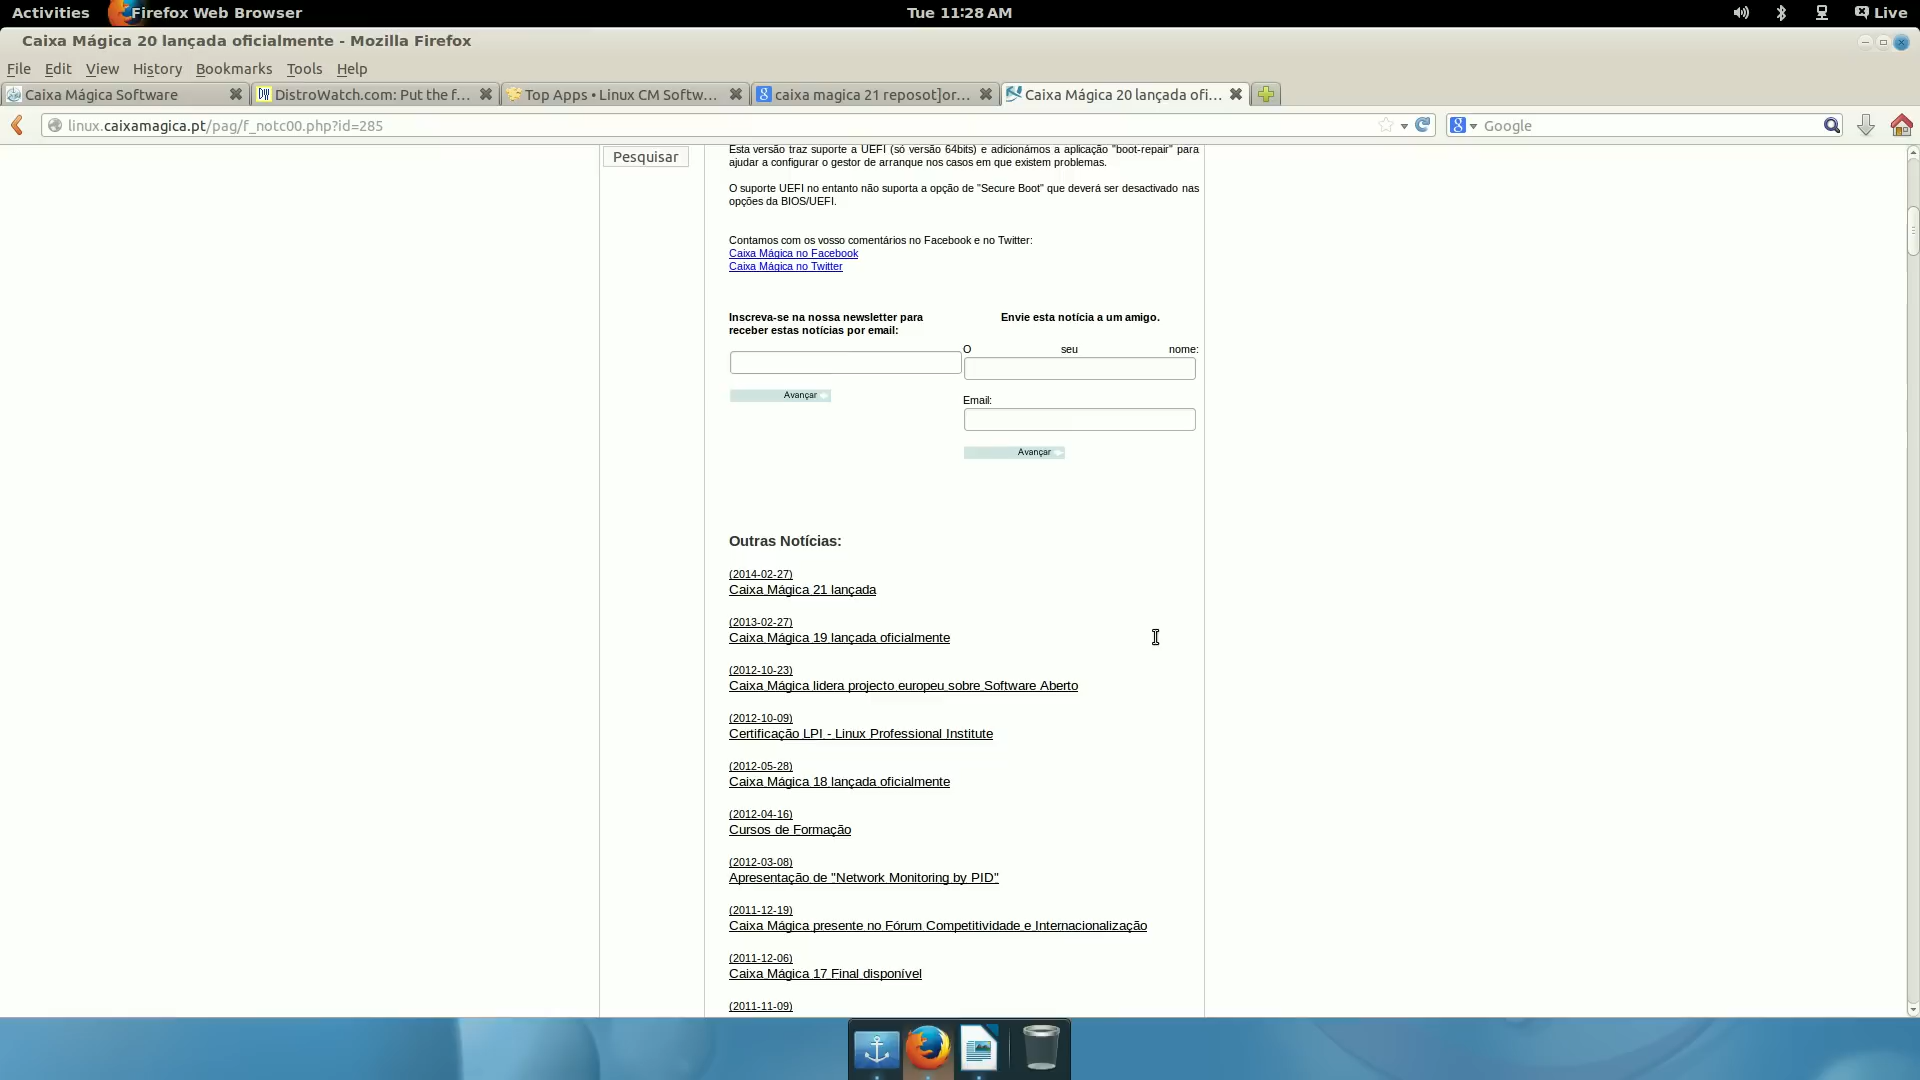 Activities Firefox Web Browser Tue 11:28 AM Live
Caixa Mágica 20 lançada oficialmente - Mozilla Firefox
File Edit View History Bookmarks Tools Help
Caixa Mágica Software DistroWatch.com: Put the f... Top Apps • Linux CM Softw... caixa magica 21 reposot]or... Caixa Mágica 20 lançada ofi...
linux.caixamagica.pt/pag/f_notc00.php?id=285 Google
Pesquisar
Esta versão traz suporte a UEFI (só versão 64bits) e adicionámos a aplicação "boot-repair" para
ajudar a configurar o gestor de arranque nos casos em que existem problemas.
O suporte UEFI no entanto não suporta a opção de "Secure Boot" que deverá ser desactivado nas
opções da BIOS/UEFI.
Contamos com os vosso comentários no Facebook e no Twitter:
Caixa Mágica no Facebook
Caixa Mágica no Twitter
Inscreva-se na nossa newsletter para
receber estas notícias por email:
Avançar
Envie esta notícia a um amigo.
O seu nome:
Email:
Avançar
Outras Notícias:
(2014-02-27)
Caixa Mágica 21 lançada
(2013-02-27)
Caixa Mágica 19 lançada oficialmente
(2012-10-23)
Caixa Mágica lidera projecto europeu sobre Software Aberto
(2012-10-09)
Certificação LPI - Linux Professional Institute
(2012-05-28)
Caixa Mágica 18 lançada oficialmente
(2012-04-16)
Cursos de Formação
(2012-03-08)
Apresentação de "Network Monitoring by PID"
(2011-12-19)
Caixa Mágica presente no Fórum Competitividade e Internacionalização
(2011-12-06)
Caixa Mágica 17 Final disponível
(2011-11-09)